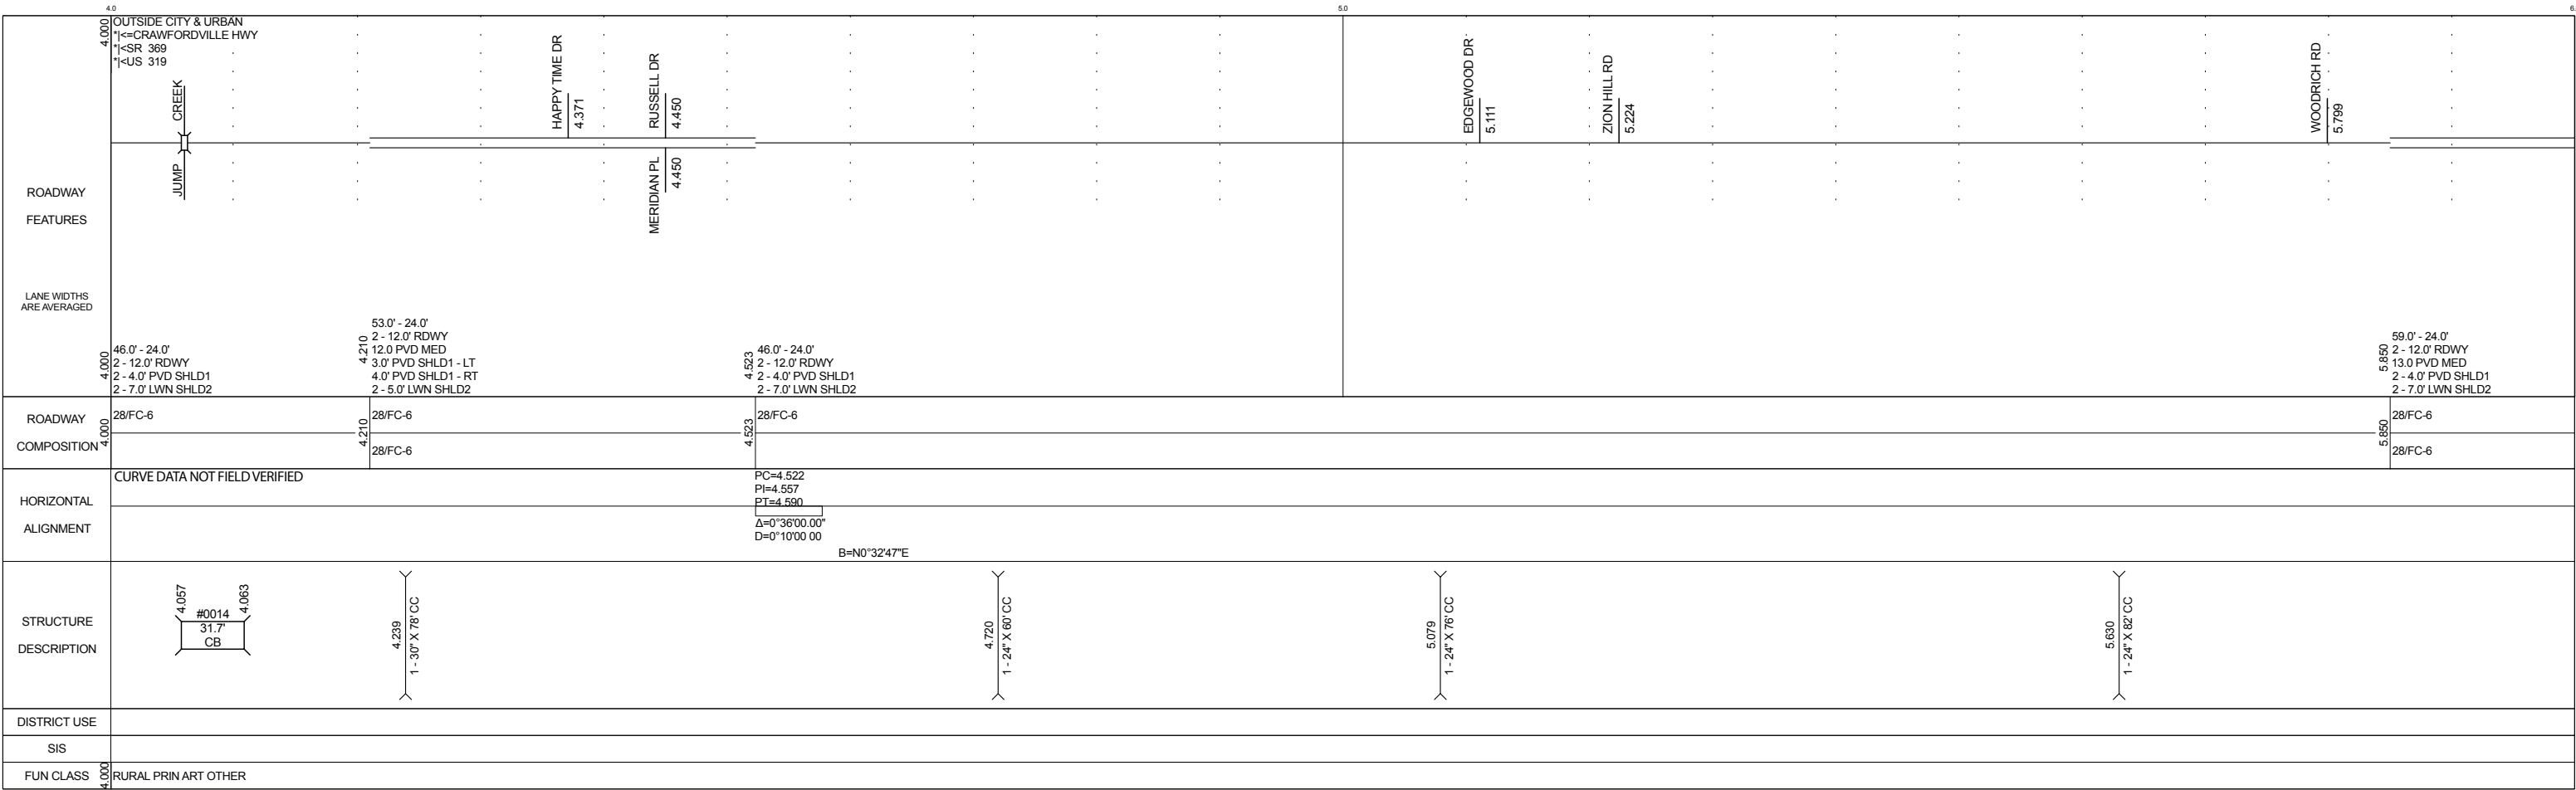 4.0
5.0
6.
4.000
OUTSIDE CITY & URBAN
*|<=CRAWFORDVILLE HWY
*|<SR 369
*|<US 319
CREEK
JUMP
HAPPY TIME DR
4.371
RUSSELL DR
4.450
MERIDIAN PL
4.450
EDGEWOOD DR
5.111
ZION HILL RD
5.224
WOODRICH RD
5.799
ROADWAY
FEATURES
LANE WIDTHS
ARE AVERAGED
4.000
46.0' - 24.0'
2 - 12.0' RDWY
2 - 4.0' PVD SHLD1
2 - 7.0' LWN SHLD2
4.210
53.0' - 24.0'
2 - 12.0' RDWY
12.0 PVD MED
3.0' PVD SHLD1 - LT
4.0' PVD SHLD1 - RT
2 - 5.0' LWN SHLD2
4.523
46.0' - 24.0'
2 - 12.0' RDWY
2 - 4.0' PVD SHLD1
2 - 7.0' LWN SHLD2
5.850
59.0' - 24.0'
2 - 12.0' RDWY
13.0 PVD MED
2 - 4.0' PVD SHLD1
2 - 7.0' LWN SHLD2
ROADWAY
COMPOSITION
4.000
28/FC-6
4.210
28/FC-6
28/FC-6
4.523
28/FC-6
5.850
28/FC-6
28/FC-6
HORIZONTAL
ALIGNMENT
CURVE DATA NOT FIELD VERIFIED
PC=4.522
PI=4.557
PT=4.590
Δ=0°36'00.00"
D=0°10'00 00
B=N0°32'47"E
STRUCTURE
DESCRIPTION
4.057
4.063
#0014
31.7'
CB
4.239
1 - 30" X 78' CC
4.720
1 - 24" X 60' CC
5.079
1 - 24" X 76' CC
5.630
1 - 24" X 82' CC
DISTRICT USE
SIS
FUN CLASS
4.000
RURAL PRIN ART OTHER